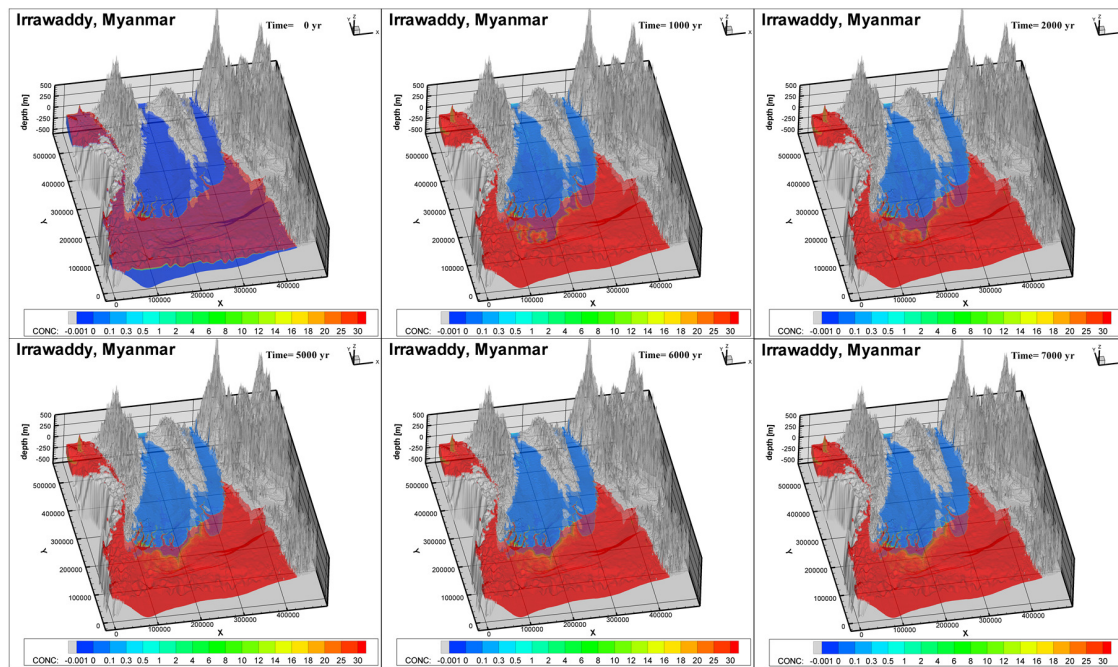 Irrawaddy, Myanmar
Time= 0 yr
Z
Y
X
depth [m]
500
250
0
-250
-500
500000
400000
300000
200000
100000
0
Y
0
100000
200000
300000
400000
X
CONC: -0.001 0 0.1 0.3 0.5 1 2 4 6 8 10 12 14 16 18 20 25 30
Irrawaddy, Myanmar
Time= 1000 yr
Z
Y
X
depth [m]
500
250
0
-250
-500
500000
400000
300000
200000
100000
0
Y
0
100000
200000
300000
400000
X
CONC: -0.001 0 0.1 0.3 0.5 1 2 4 6 8 10 12 14 16 18 20 25 30
Irrawaddy, Myanmar
Time= 2000 yr
Z
Y
X
depth [m]
500
250
0
-250
-500
500000
400000
300000
200000
100000
0
Y
0
100000
200000
300000
400000
X
CONC: -0.001 0 0.1 0.3 0.5 1 2 4 6 8 10 12 14 16 18 20 25 30
Irrawaddy, Myanmar
Time= 5000 yr
Z
Y
X
depth [m]
500
250
0
-250
-500
500000
400000
300000
200000
100000
0
Y
0
100000
200000
300000
400000
X
CONC: -0.001 0 0.1 0.3 0.5 1 2 4 6 8 10 12 14 16 18 20 25 30
Irrawaddy, Myanmar
Time= 6000 yr
Z
Y
X
depth [m]
500
250
0
-250
-500
500000
400000
300000
200000
100000
0
Y
0
100000
200000
300000
400000
X
CONC: -0.001 0 0.1 0.3 0.5 1 2 4 6 8 10 12 14 16 18 20 25 30
Irrawaddy, Myanmar
Time= 7000 yr
Z
Y
X
depth [m]
500
250
0
-250
-500
500000
400000
300000
200000
100000
0
Y
0
100000
200000
300000
400000
X
CONC: -0.001 0 0.1 0.3 0.5 1 2 4 6 8 10 12 14 16 18 20 25 30